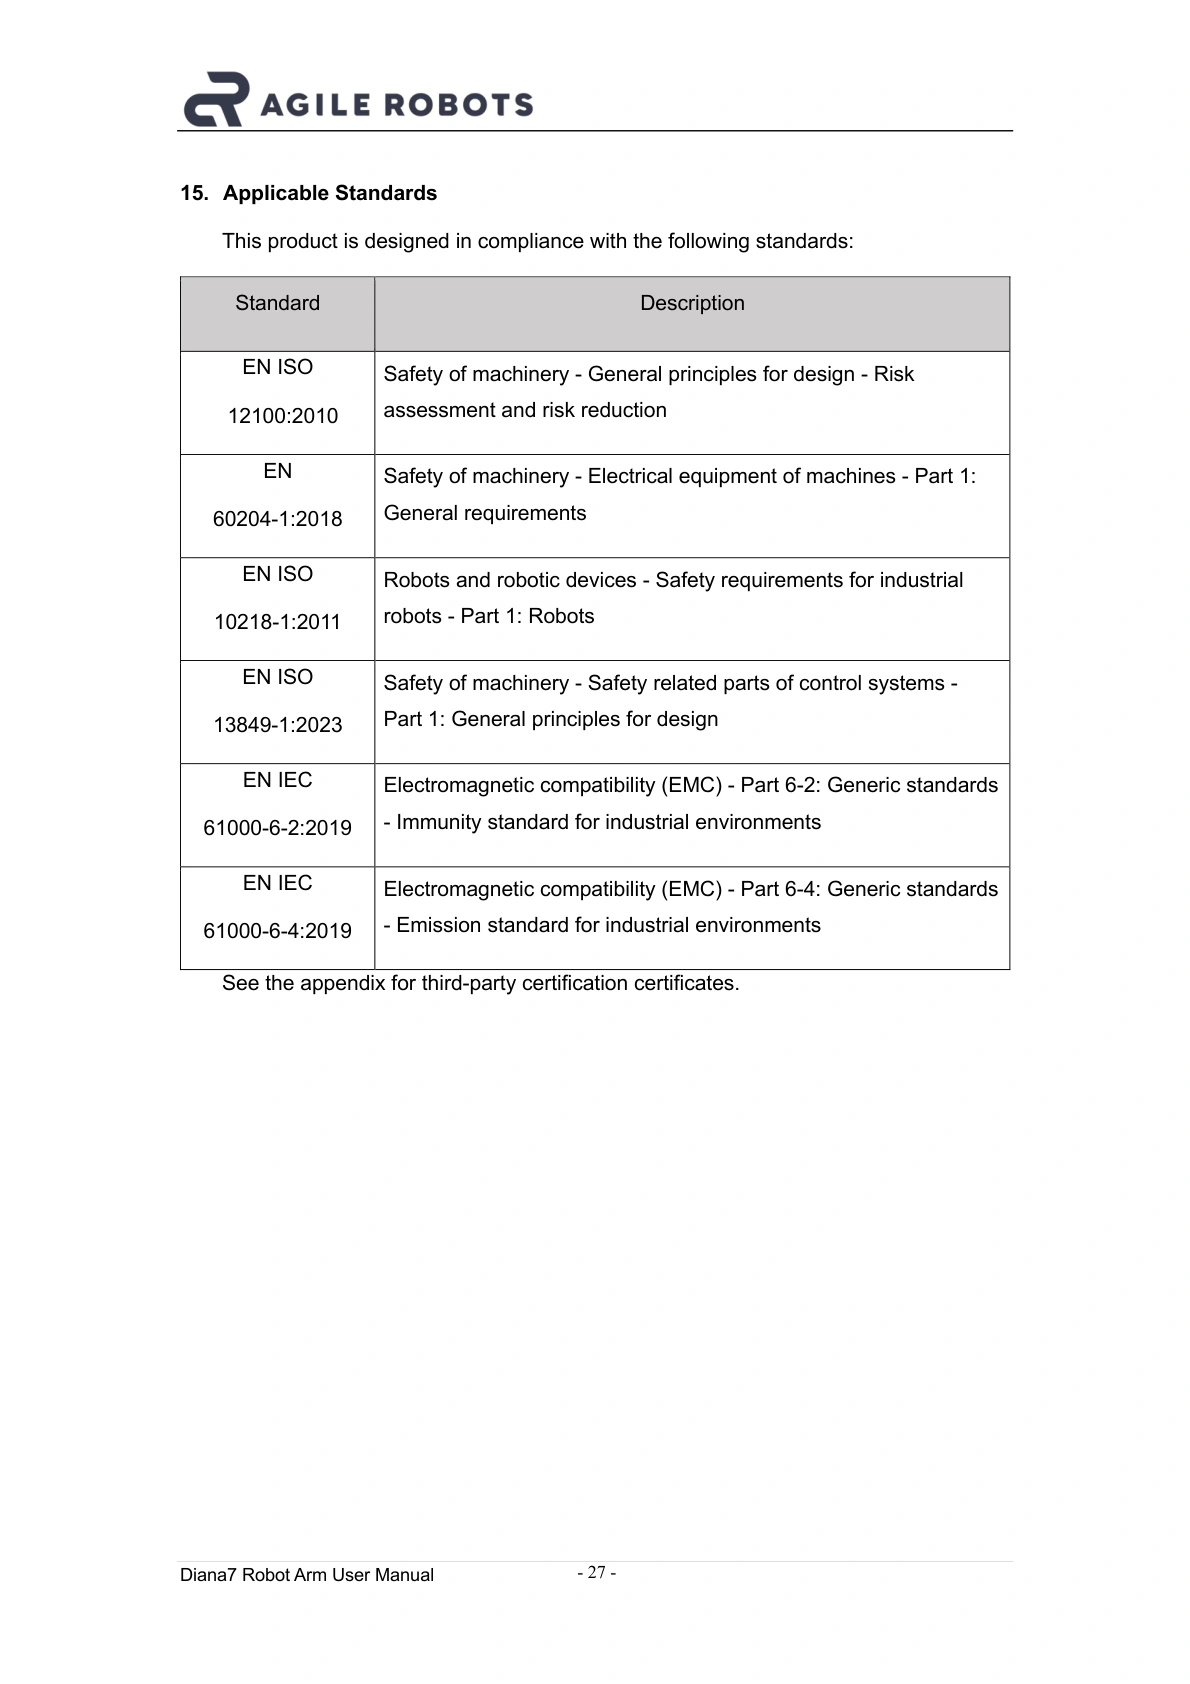 AGILE ROBOTS
15. Applicable Standards
This product is designed in compliance with the following standards:
Standard
Description
EN ISO
12100:2010
Safety of machinery - General principles for design - Risk
assessment and risk reduction
EN
60204-1:2018
Safety of machinery - Electrical equipment of machines - Part 1:
General requirements
EN ISO
10218-1:2011
Robots and robotic devices - Safety requirements for industrial
robots - Part 1: Robots
EN ISO
13849-1:2023
Safety of machinery - Safety related parts of control systems -
Part 1: General principles for design
EN IEC
61000-6-2:2019
Electromagnetic compatibility (EMC) - Part 6-2: Generic standards
- Immunity standard for industrial environments
EN IEC
61000-6-4:2019
Electromagnetic compatibility (EMC) - Part 6-4: Generic standards
- Emission standard for industrial environments
See the appendix for third-party certification certificates.
Diana7 Robot Arm User Manual
- 27 -